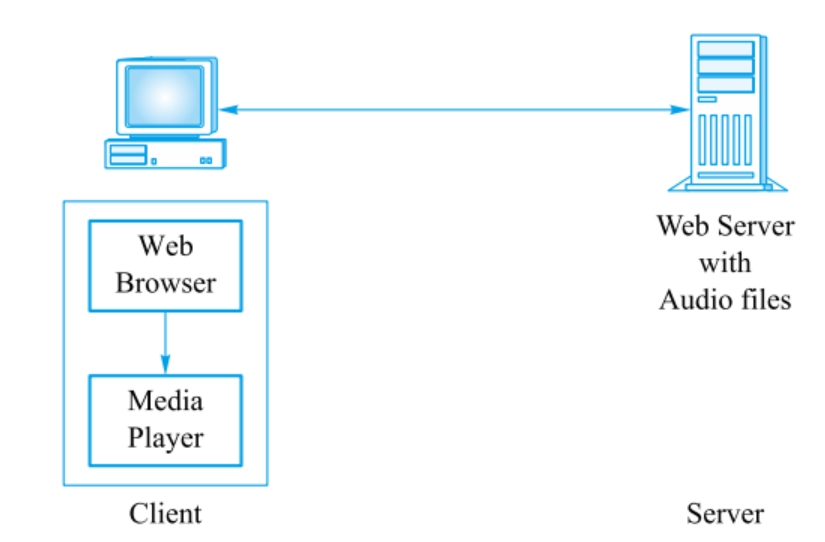 Web
Browser
Media
Player
Client
Web Server
with
Audio files
Server